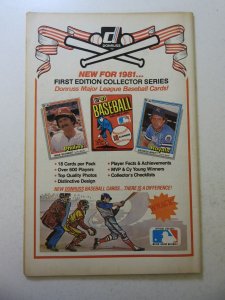 DONRUSS
NEW FOR 1981...
FIRST EDITION COLLECTOR SERIES
Donruss Major League Baseball Cards!
BASEBALL
• 18 Cards per Pack
• Over 600 Players
• Top Quality Photos
• Distinctive Design
• Player Facts & Achievements
• MVP & Cy Young Winners
• Collector's Checklists
NEW DONRUSS BASEBALL CARDS... THERE IS A DIFFERENCE!